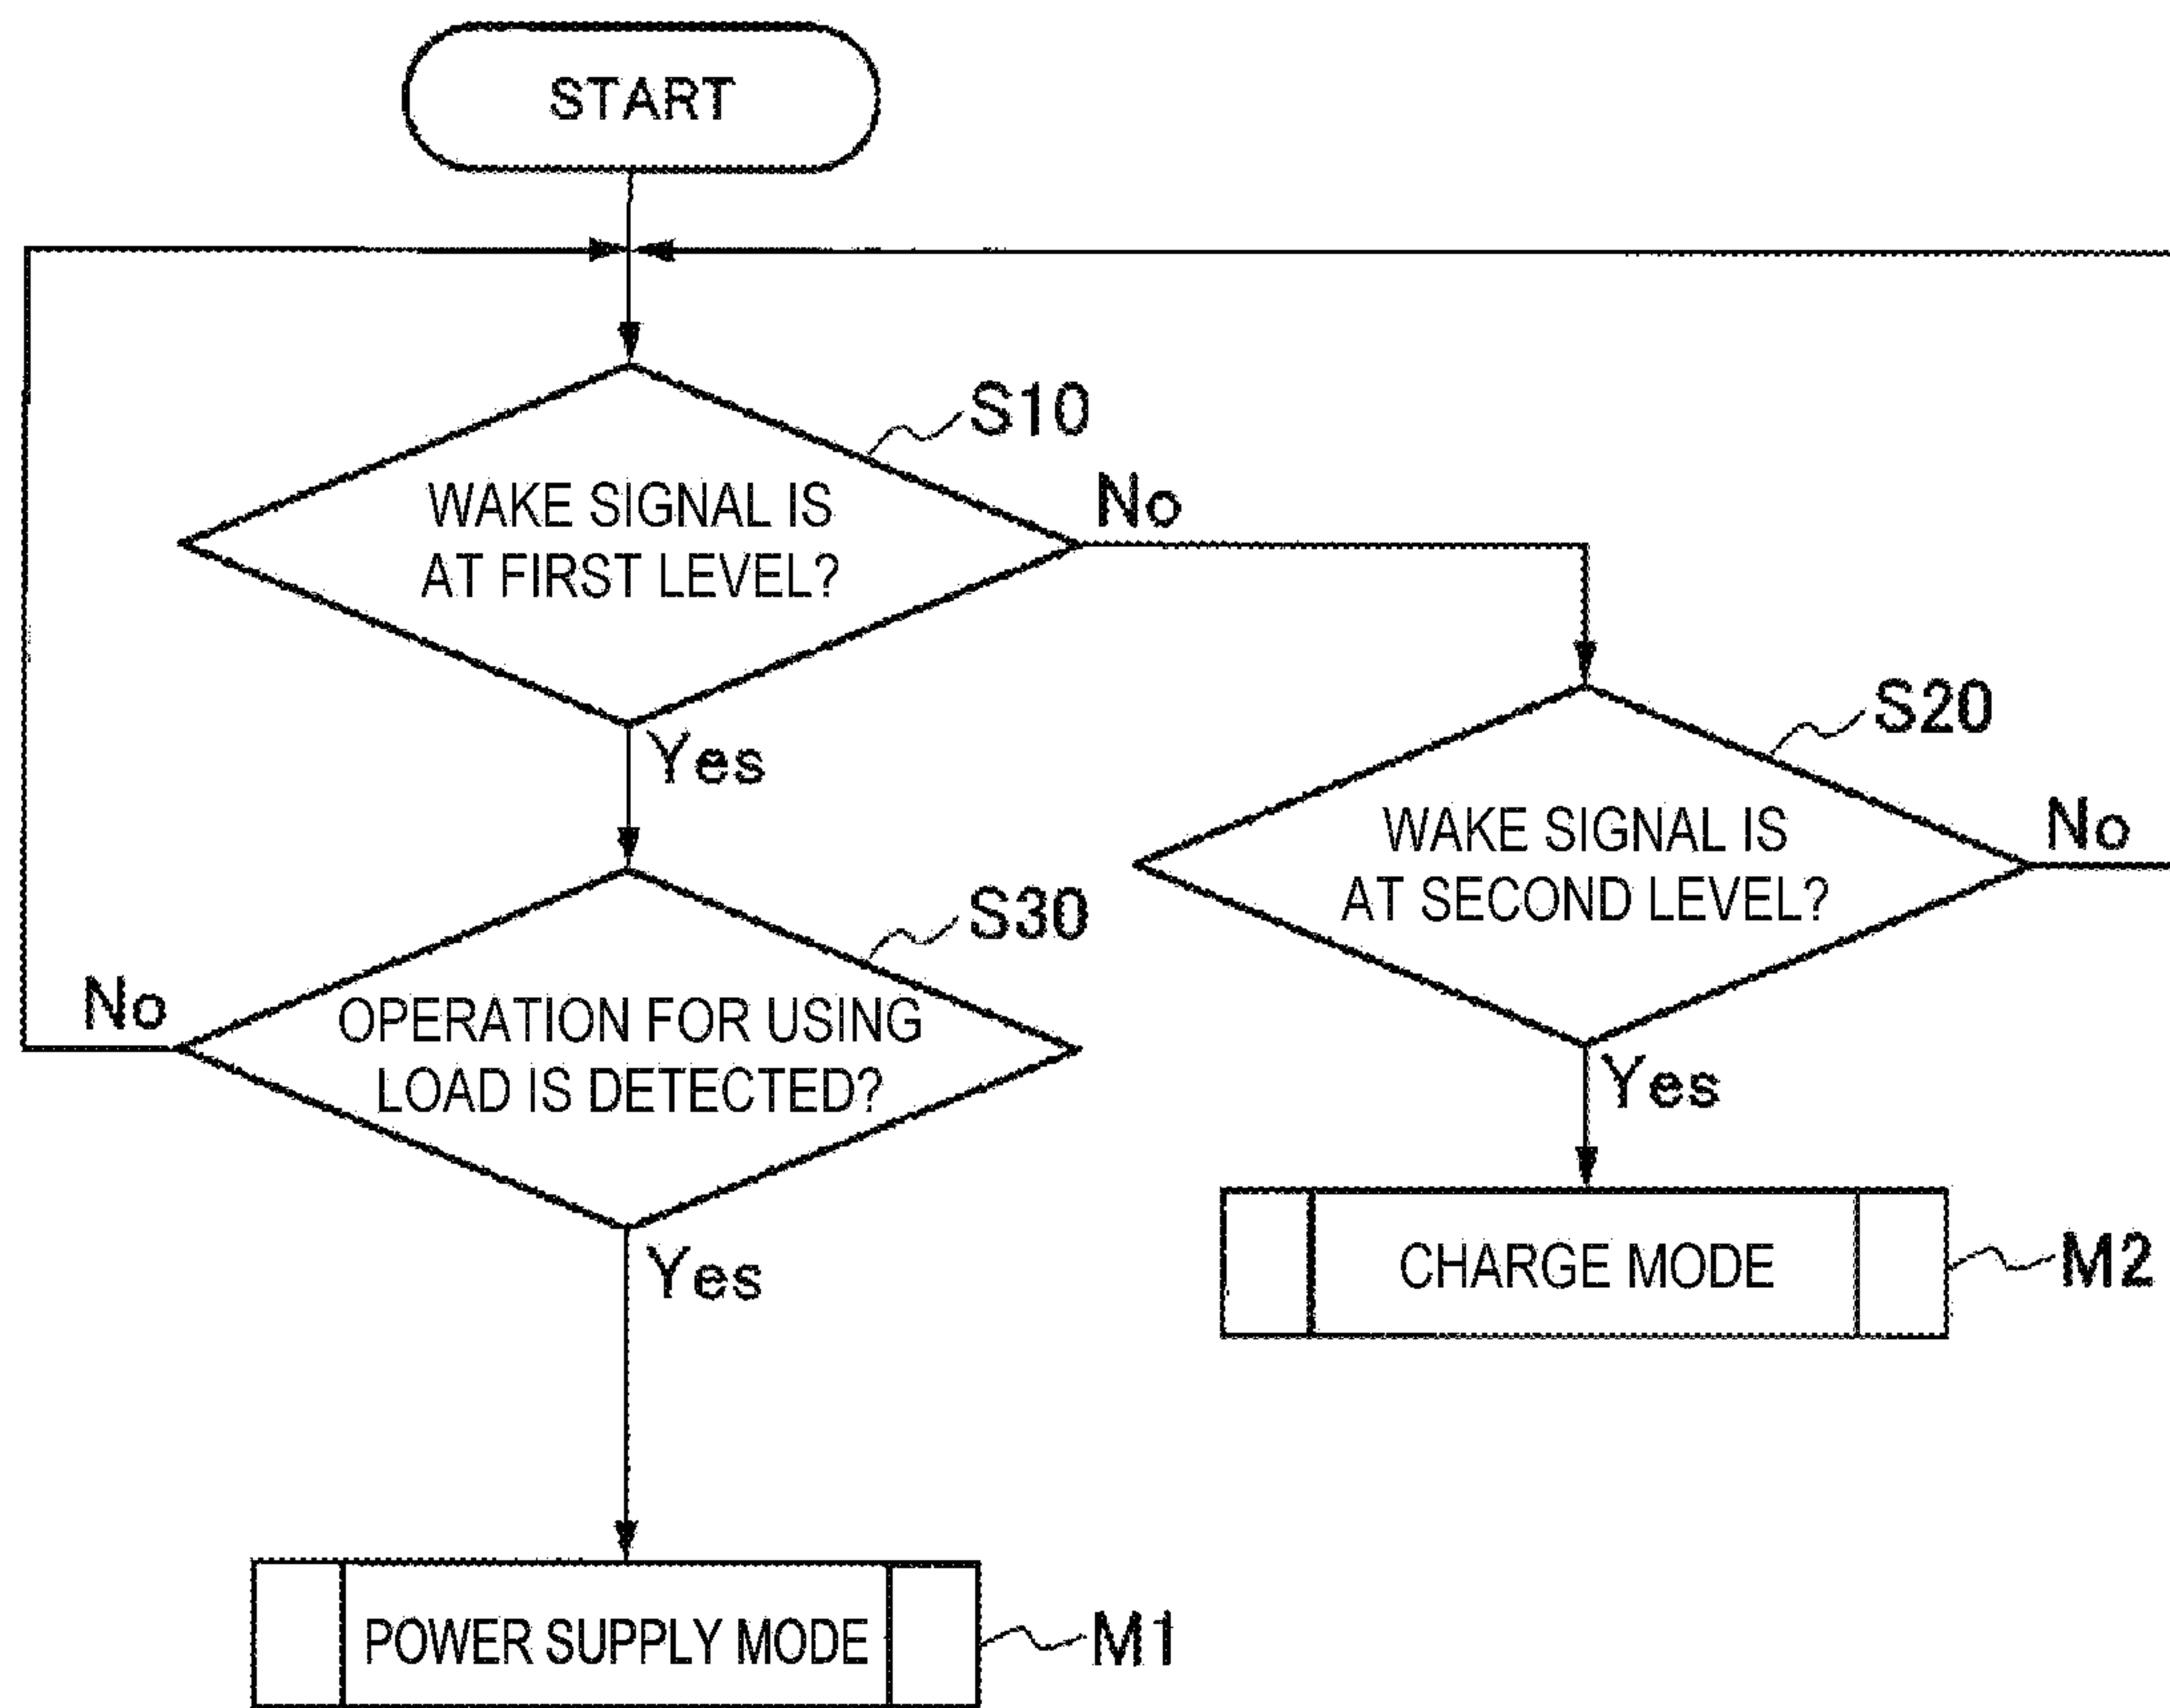 START
S10
WAKE SIGNAL IS
AT FIRST LEVEL?
No
Yes
S20
WAKE SIGNAL IS
AT SECOND LEVEL?
No
Yes
S30
OPERATION FOR USING
LOAD IS DETECTED?
No
Yes
CHARGE MODE
M2
POWER SUPPLY MODE
M1